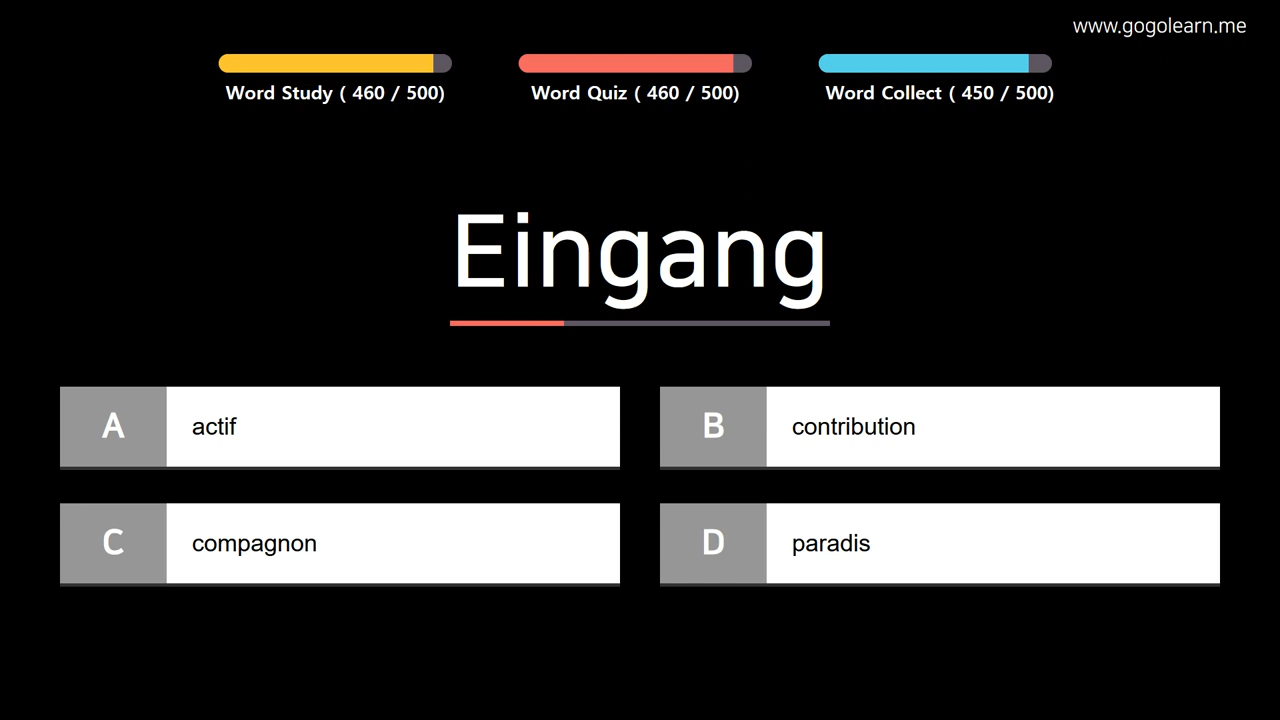 www.gogolearn.me
Word Study ( 460 / 500)
Word Quiz ( 460 / 500)
Word Collect ( 450 / 500)
Eingang
A actif
B contribution
C compagnon
D paradis